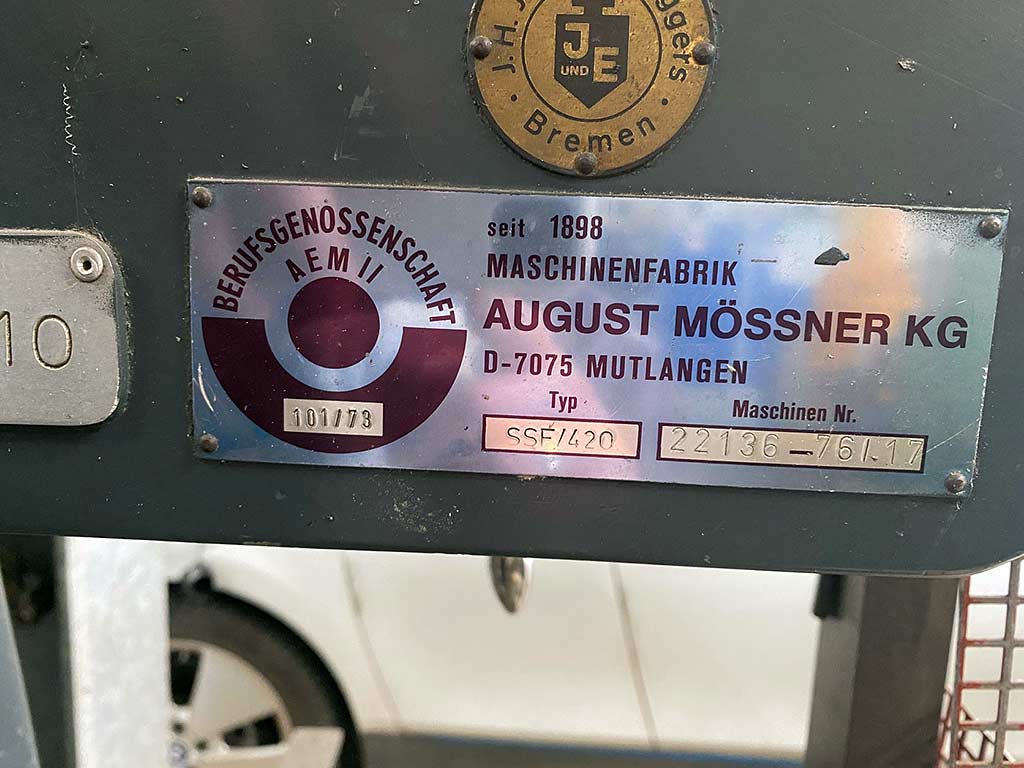 J.H. J
ggers
J
UND E
Bremen
10
BERUFSGENOSSENSCHAFT
AEM II
101/73
seit 1898
MASCHINENFABRIK
AUGUST MÖSSNER KG
D-7075 MUTLANGEN
Typ
SSF/420
Maschinen Nr.
22136-76/.17